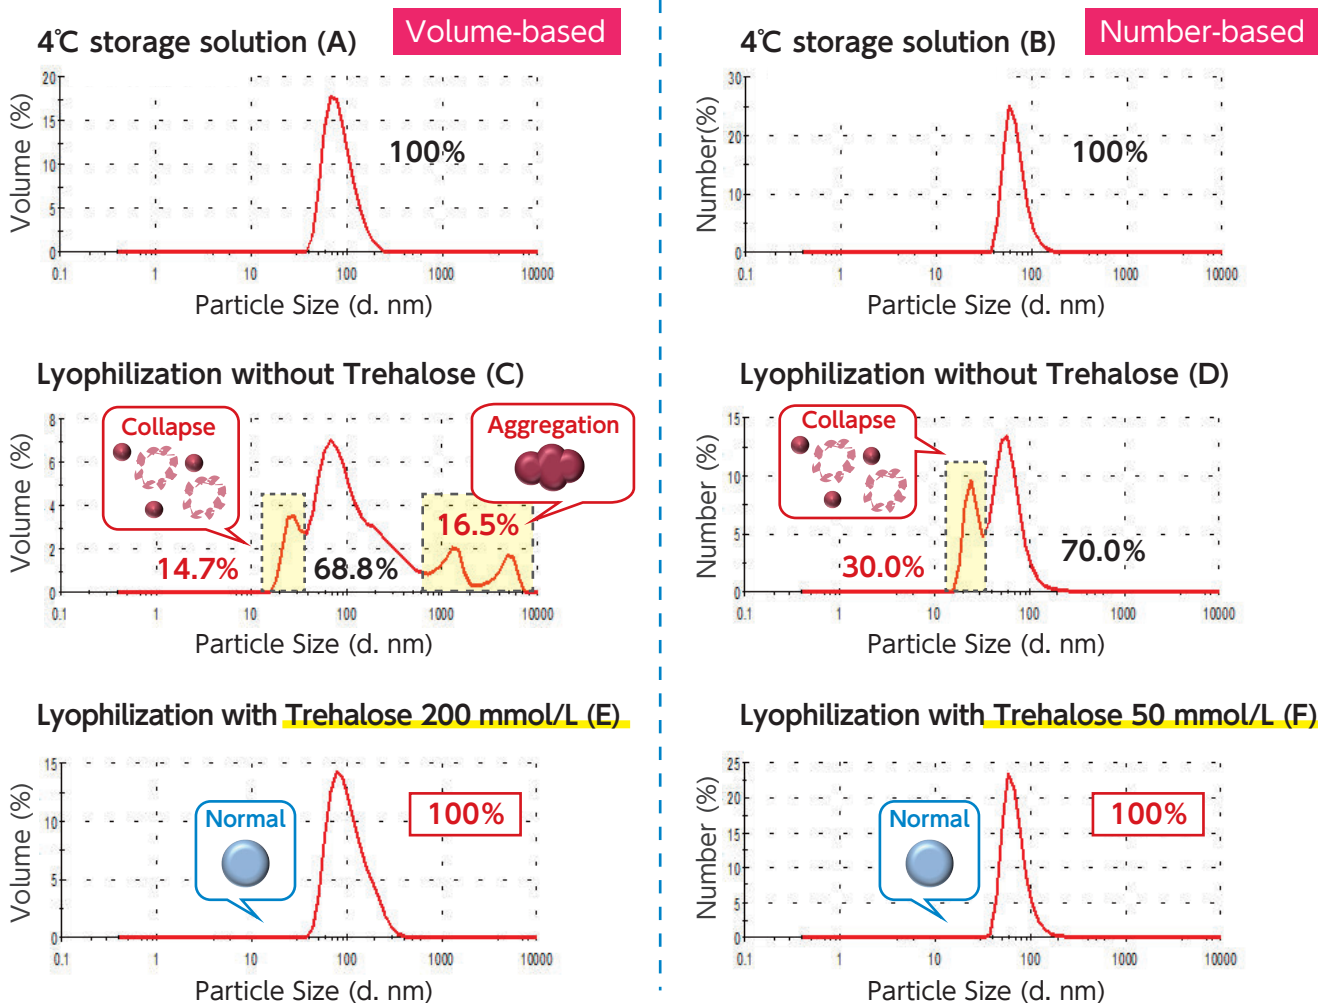 4℃ storage solution (A)
Volume-based
Volume (%)
20
15
10
5
0
100%
0.1
1
10
100
1000
10000
Particle Size (d. nm)
4℃ storage solution (B)
Number-based
Number(%)
30
20
10
0
100%
0.1
1
10
100
1000
10000
Particle Size (d. nm)
Lyophilization without Trehalose (C)
Volume (%)
8
6
4
2
0
Collapse
Aggregation
14.7%
68.8%
16.5%
0.1
1
10
100
1000
10000
Particle Size (d. nm)
Lyophilization without Trehalose (D)
Number (%)
15
10
5
0
Collapse
30.0%
70.0%
0.1
1
10
100
1000
10000
Particle Size (d. nm)
Lyophilization with Trehalose 200 mmol/L (E)
Volume (%)
15
10
5
0
Normal
100%
0.1
1
10
100
1000
10000
Particle Size (d. nm)
Lyophilization with Trehalose 50 mmol/L (F)
Number (%)
25
20
15
10
5
0
Normal
100%
0.1
1
10
100
1000
10000
Particle Size (d. nm)